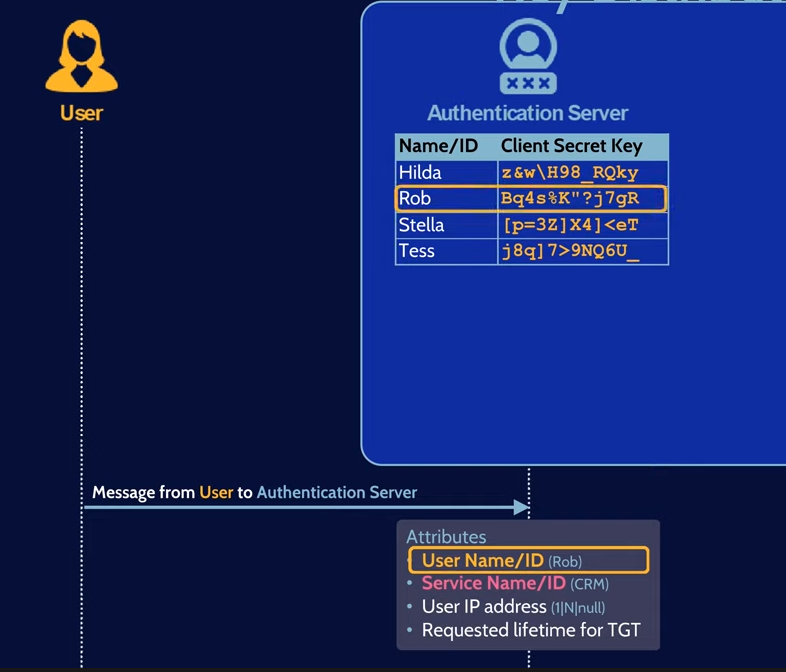 User
Authentication Server
Name/ID Client Secret Key
Hilda z&w\H98_RQky
Rob Bq4s%K"?j7gR
Stella [p=3Z]X4]<eT
Tess j8q]7>9NQ6U_
Message from User to Authentication Server
Attributes
• User Name/ID (Rob)
• Service Name/ID (CRM)
• User IP address (1|N|null)
• Requested lifetime for TGT